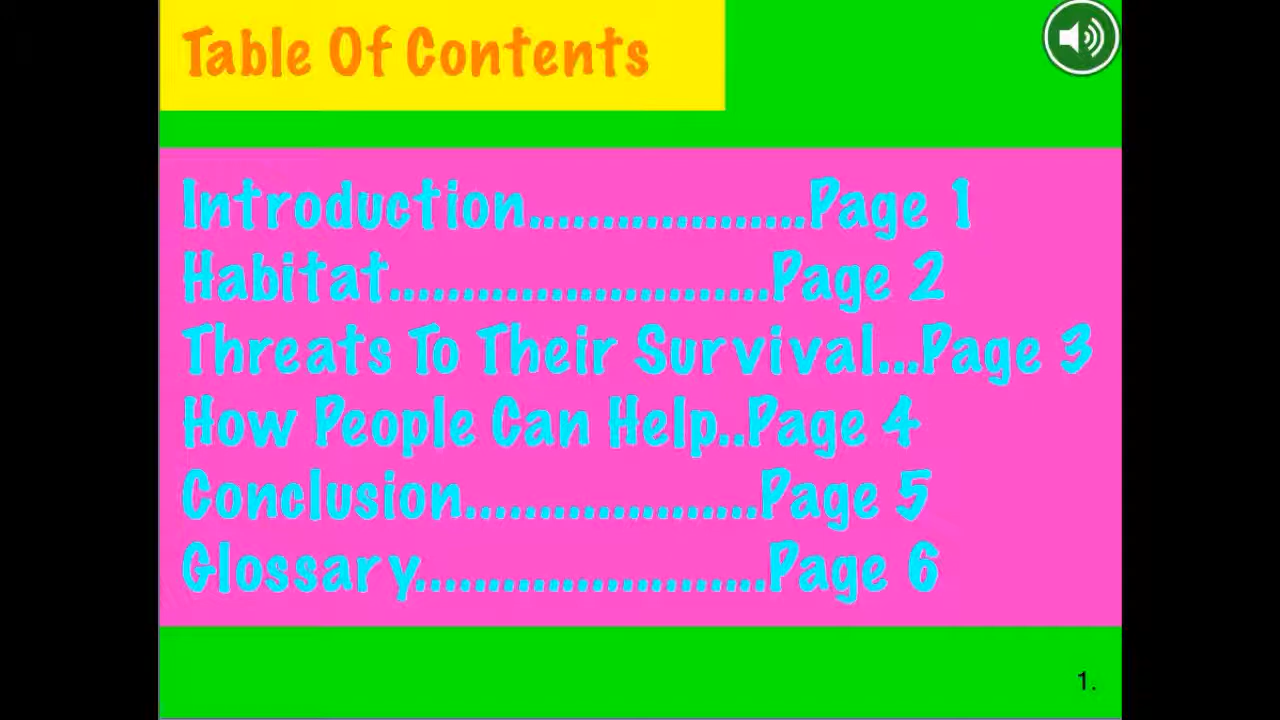 Table Of Contents
Introduction...................Page 1
Habitat..........................Page 2
Threats To Their Survival...Page 3
How People Can Help..Page 4
Conclusion....................Page 5
Glossary........................Page 6
1.